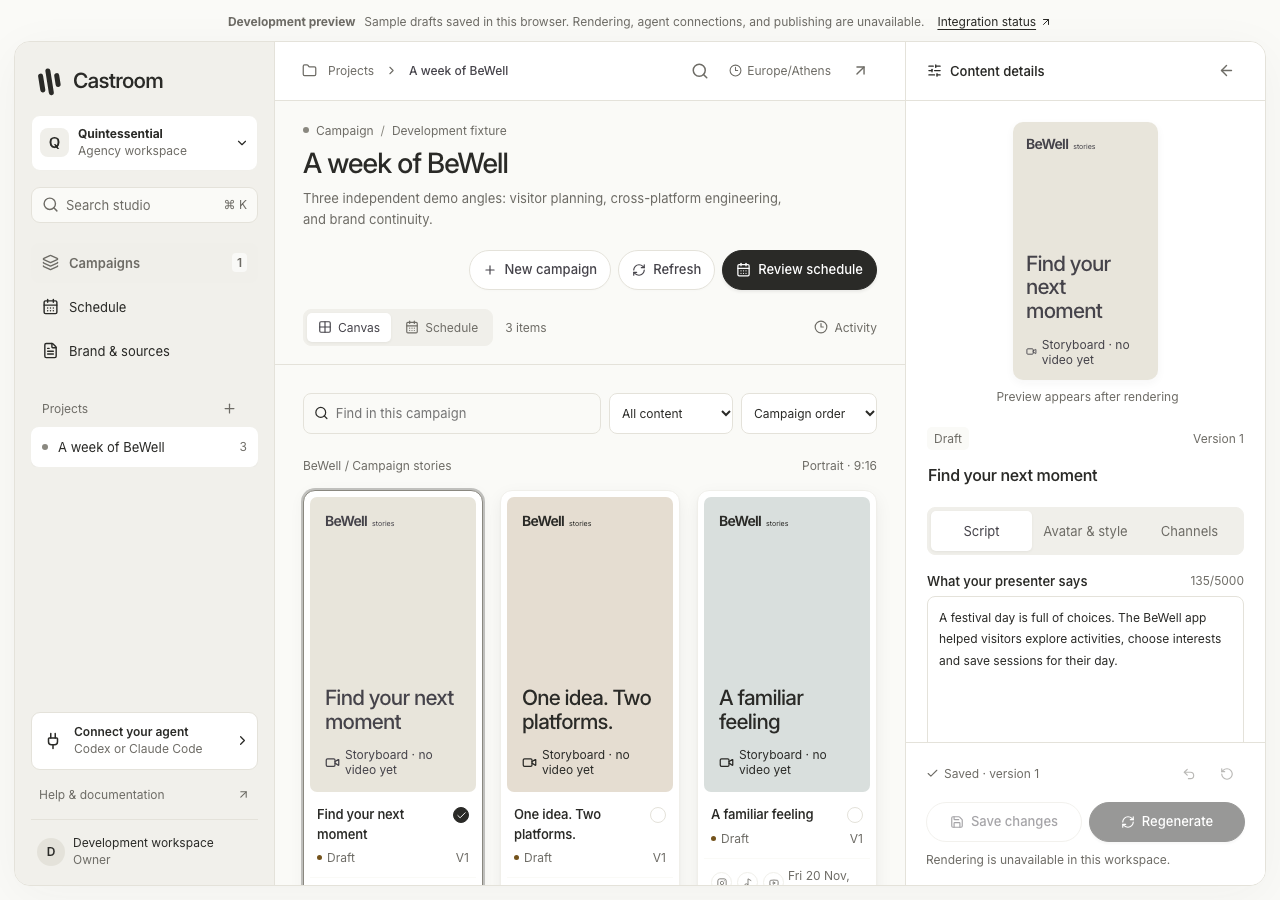 Development preview Sample drafts saved in this browser. Rendering, agent connections, and publishing are unavailable. Integration status
Castroom
Q
Quintessential
Agency workspace
Search studio ⌘ K
Campaigns 1
Schedule
Brand & sources
Projects
A week of BeWell 3
Connect your agent
Codex or Claude Code
Help & documentation
D
Development workspace
Owner
Projects A week of BeWell
Europe/Athens
Campaign / Development fixture
A week of BeWell
Three independent demo angles: visitor planning, cross-platform engineering,
and brand continuity.
New campaign Refresh Review schedule
Canvas Schedule 3 items Activity
Find in this campaign All content Campaign order
BeWell / Campaign stories Portrait · 9:16
BeWell stories
Find your next
moment
Storyboard · no
video yet
Find your next
moment
Draft V1
BeWell stories
One idea. Two
platforms.
Storyboard · no
video yet
One idea. Two
platforms.
Draft V1
BeWell stories
A familiar
feeling
Storyboard · no
video yet
A familiar feeling
Draft V1
Fri 20 Nov,
Content details
BeWell stories
Find your
next
moment
Storyboard · no
video yet
Preview appears after rendering
Draft Version 1
Find your next moment
Script Avatar & style Channels
What your presenter says 135/5000
A festival day is full of choices. The BeWell app
helped visitors explore activities, choose interests
and save sessions for their day.
Saved · version 1
Save changes Regenerate
Rendering is unavailable in this workspace.